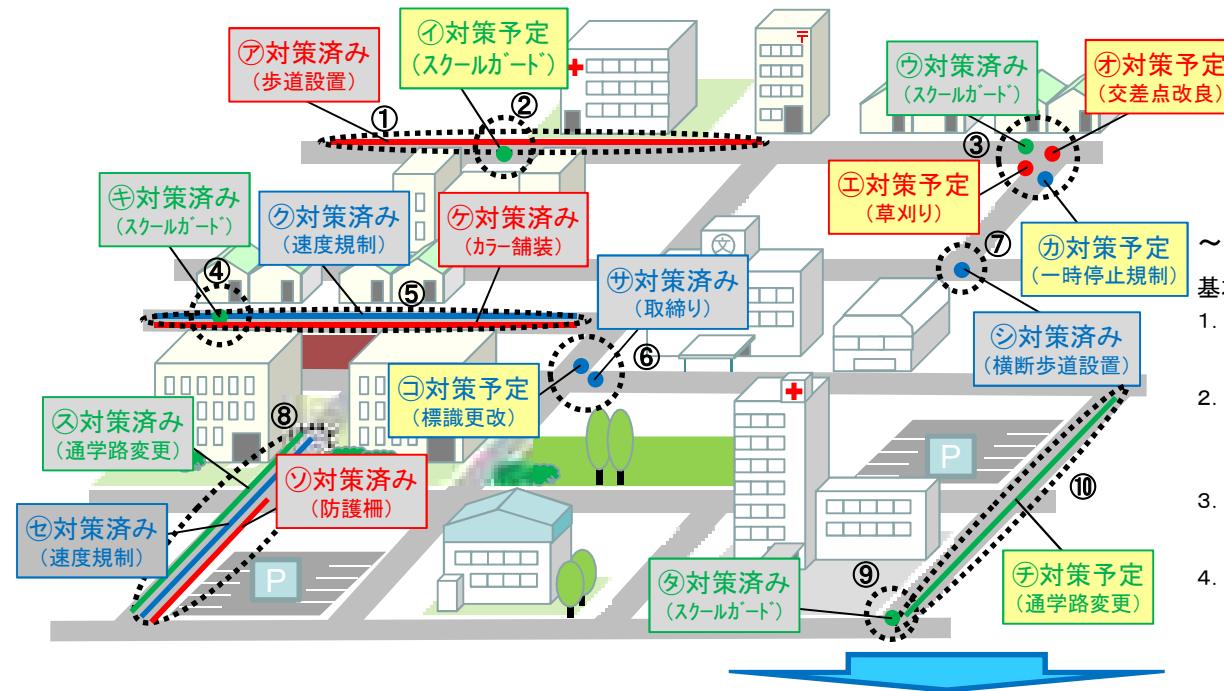 ㋐対策済み
(歩道設置)
㋑対策予定
(スクールガード)
①
②
〒
㋒対策済み
(スクールガード)
㋔対策予定
(交差点改良)
③
㋓対策予定
(草刈り)
㋕対策予定
(一時停止規制)
㋖対策済み
(スクールガード)
㋗対策済み
(速度規制)
㋘対策済み
(カラー舗装)
文
④
⑤
㋚対策済み
(取締り)
⑦
～
1.
2.
3.
4.
㋛対策済み
(横断歩道設置)
⑥
㋙対策予定
(標識更改)
㋜対策済み
(通学路変更)
⑧
㋞対策済み
(防護柵)
㋝対策済み
(速度規制)
P
P
⑩
㋟対策済み
(スクールガード)
⑨
㋠対策予定
(通学路変更)